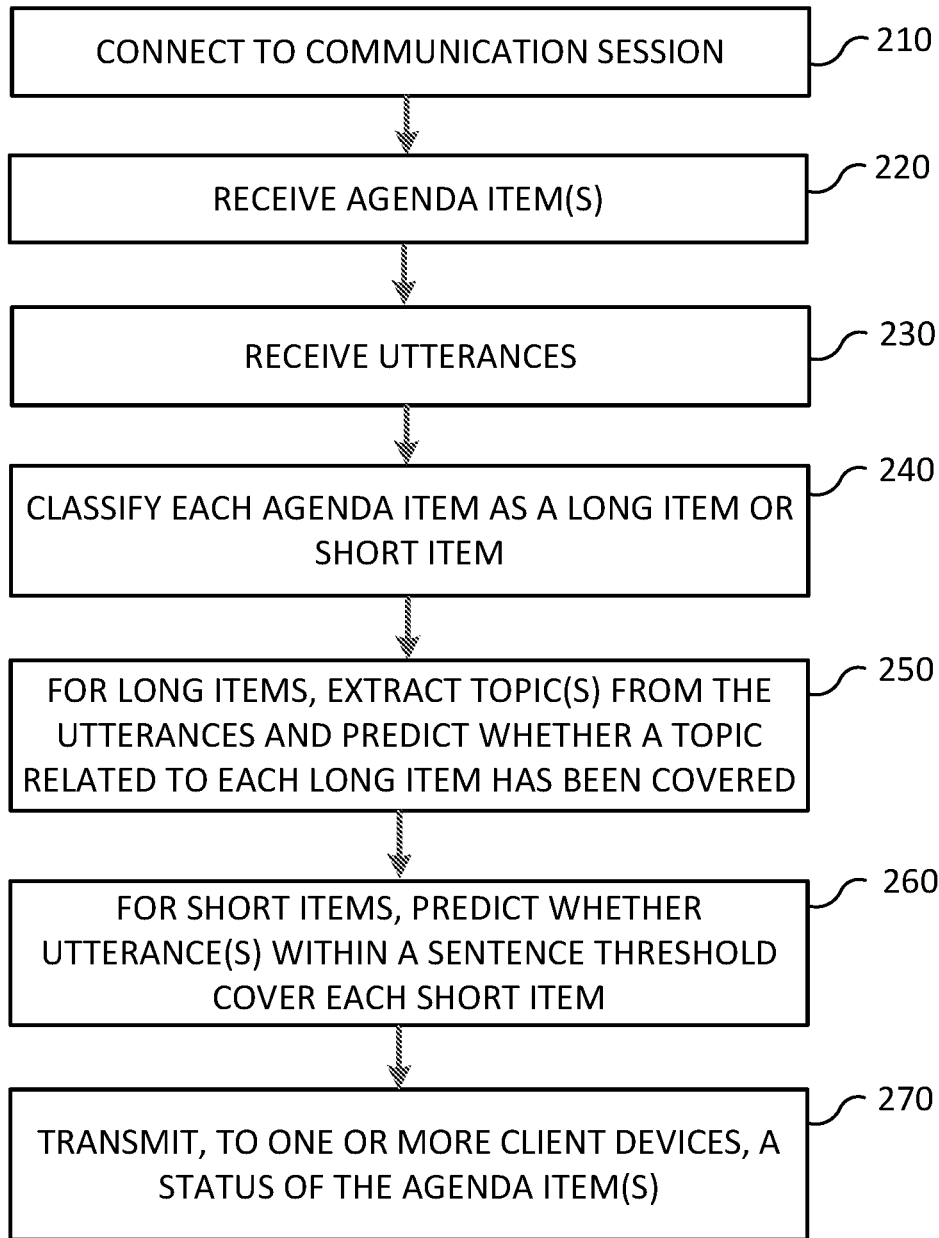 CONNECT TO COMMUNICATION SESSION
210
RECEIVE AGENDA ITEM(S)
220
RECEIVE UTTERANCES
230
CLASSIFY EACH AGENDA ITEM AS A LONG ITEM OR
SHORT ITEM
240
FOR LONG ITEMS, EXTRACT TOPIC(S) FROM THE
UTTERANCES AND PREDICT WHETHER A TOPIC
RELATED TO EACH LONG ITEM HAS BEEN COVERED
250
FOR SHORT ITEMS, PREDICT WHETHER
UTTERANCE(S) WITHIN A SENTENCE THRESHOLD
COVER EACH SHORT ITEM
260
TRANSMIT, TO ONE OR MORE CLIENT DEVICES, A
STATUS OF THE AGENDA ITEM(S)
270